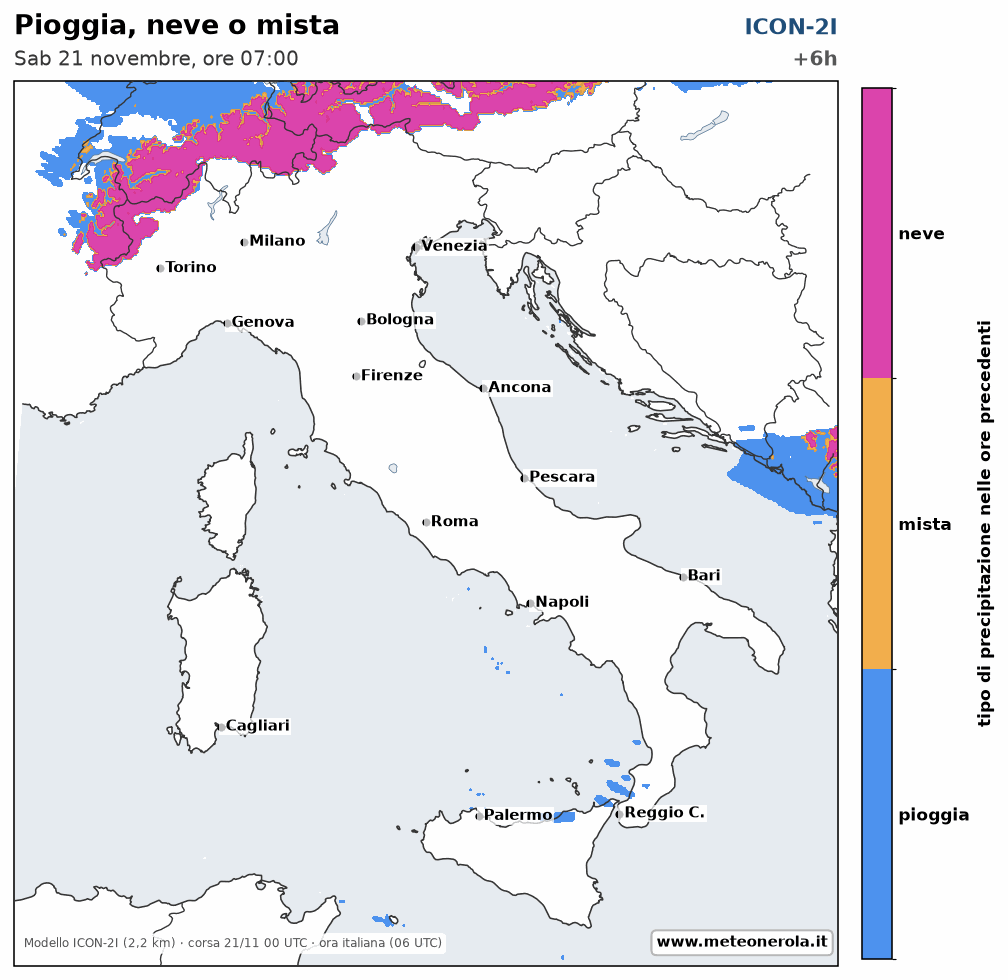 Pioggia, neve o mista
ICON-2I
Sab 21 novembre, ore 07:00
+6h
neve
Milano
Venezia
Torino
Genova
Bologna
Firenze
Ancona
Pescara
Roma
mista
Bari
Napoli
Cagliari
Palermo
Reggio C.
pioggia
tipo di precipitazione nelle ore precedenti
Modello ICON-2I (2,2 km) · corsa 21/11 00 UTC · ora italiana (06 UTC)
www.meteonerola.it